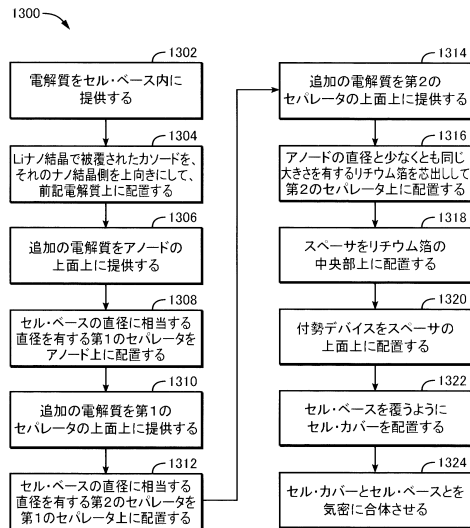 1300
1302
電解質をセル・ベース内に
提供する
1304
Liナノ結晶で被覆されたカソードを、
それのナノ結晶側を上向きにして、
前記電解質上に配置する
1306
追加の電解質をアノードの
上面上に提供する
1308
セル・ベースの直径に相当する
直径を有する第1のセパレータを
アノード上に配置する
1310
追加の電解質を第1の
セパレータの上面上に提供する
1312
セル・ベースの直径に相当する
直径を有する第2のセパレータを
第1のセパレータ上に配置する
1314
追加の電解質を第2の
セパレータの上面上に提供する
1316
アノードの直径と少なくとも同じ
大きさを有するリチウム箔を芯出しして
第2のセパレータ上に配置する
1318
スペーサをリチウム箔の
中央部上に配置する
1320
付勢デバイスをスペーサの
上面上に配置する
1322
セル・ベースを覆うように
セル・カバーを配置する
1324
セル・カバーとセル・ベースとを
気密に合体させる